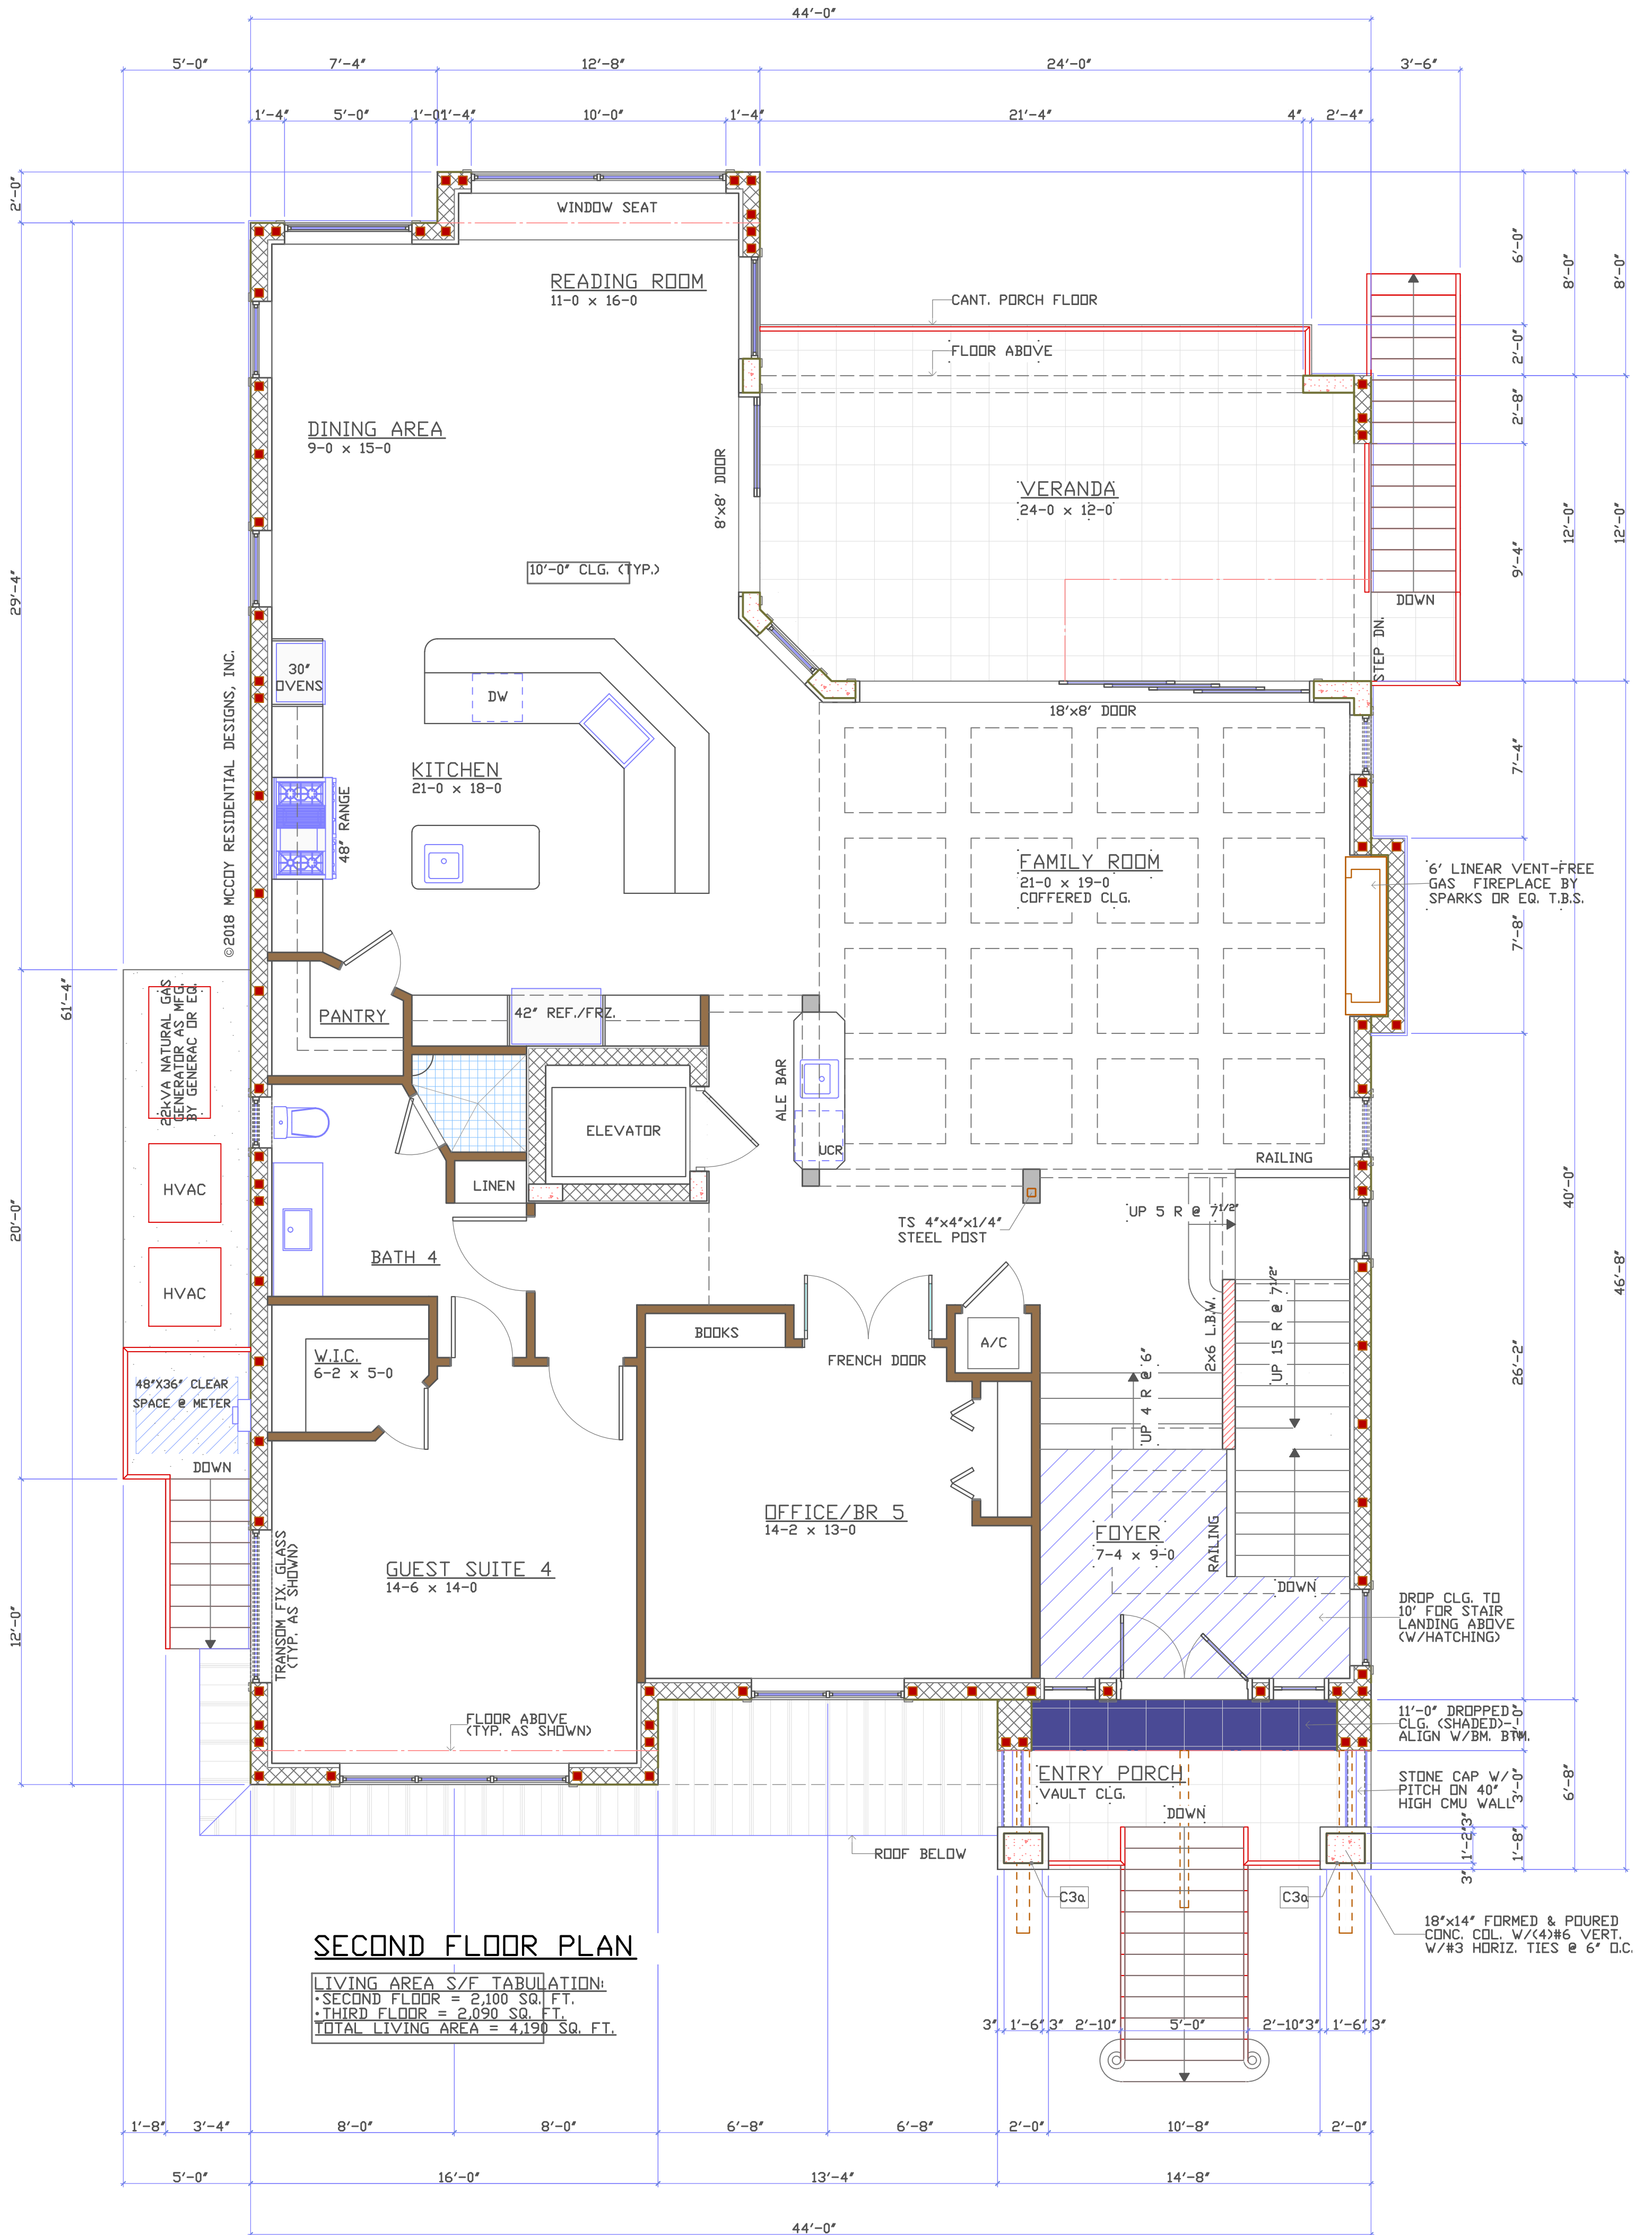 44'-0"
5'-0"
7'-4"
12'-8"
24'-0"
3'-6"
1'-4"
5'-0"
1'-0"
1'-4"
10'-0"
1'-4"
21'-4"
4"
2'-4"
2'-0"
29'-4"
61'-4"
20'-0"
12'-0"
WINDOW SEAT
READING ROOM
11-0 x 16-0
CANT. PORCH FLOOR
FLOOR ABOVE
6'-0"
8'-0"
8'-0"
2'-0"
2'-8"
DINING AREA
9-0 x 15-0
8'x8' DOOR
VERANDA
24-0 x 12-0
9'-4"
12'-0"
12'-0"
10'-0" CLG. (TYP.)
DOWN
STEP DN.
©2018 MCCOY RESIDENTIAL DESIGNS, INC.
30"
OVENS
DW
18'x8' DOOR
7'-4"
KITCHEN
21-0 x 18-0
48" RANGE
FAMILY ROOM
21-0 x 19-0
COFFERED CLG.
6' LINEAR VENT-FREE
GAS FIREPLACE BY
SPARKS OR EQ. T.B.S.
7'-8"
22kVA NATURAL GAS
GENERATOR AS MFG.
BY GENERAC OR EQ.
PANTRY
42" REF./FRZ.
ALE BAR
ELEVATOR
UCR
RAILING
HVAC
LINEN
40'-0"
46'-8"
TS 4"x4"x1/4"
STEEL POST
UP 5 R @ 7 1/2"
BATH 4
HVAC
BOOKS
FRENCH DOOR
A/C
2x6 L.B.W.
UP 15 R @ 7 1/2"
UP 4 R @ 6"
26'-2"
W.I.C.
6-2 x 5-0
48"X36" CLEAR
SPACE @ METER
DOWN
OFFICE/BR 5
14-2 x 13-0
FOYER
7-4 x 9-0
RAILING
TRANSOM FIX. GLASS
(TYP. AS SHOWN)
GUEST SUITE 4
14-6 x 14-0
DOWN
DROP CLG. TO
10' FOR STAIR
LANDING ABOVE
(W/HATCHING)
FLOOR ABOVE
(TYP. AS SHOWN)
11'-0" DROPPED
CLG. (SHADED)-
ALIGN W/BM. BTM.
ENTRY PORCH
VAULT CLG.
DOWN
STONE CAP W/
PITCH ON 40"
HIGH CMU WALL
3'-0"
6'-8"
ROOF BELOW
3"
1'-2"
3"
1'-8"
C3a
C3a
18"x14" FORMED & POURED
CONC. COL. W/(4)#6 VERT.
W/#3 HORIZ. TIES @ 6" O.C.
SECOND FLOOR PLAN
LIVING AREA S/F TABULATION:
•SECOND FLOOR = 2,100 SQ. FT.
•THIRD FLOOR = 2,090 SQ. FT.
TOTAL LIVING AREA = 4,190 SQ. FT.
3"
1'-6"
3"
2'-10"
5'-0"
2'-10"
3"
1'-6"
3"
1'-8"
3'-4"
8'-0"
8'-0"
6'-8"
6'-8"
2'-0"
10'-8"
2'-0"
5'-0"
16'-0"
13'-4"
14'-8"
44'-0"